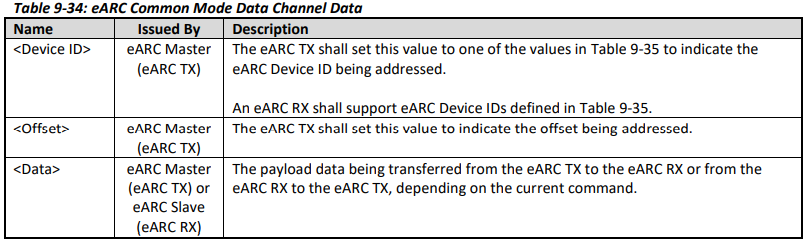 Table 9-34: eARC Common Mode Data Channel Data
Name Issued By Description
<Device ID> eARC Master The eARC TX shall set this value to one of the values in Table 9-35 to indicate the
(eARC TX) eARC Device ID being addressed.
An eARC RX shall support eARC Device IDs defined in Table 9-35.
<Offset> eARC Master The eARC TX shall set this value to indicate the offset being addressed.
(eARC TX)
<Data> eARC Master The payload data being transferred from the eARC TX to the eARC RX or from the
(eARC TX) or eARC RX to the eARC TX, depending on the current command.
eARC Slave
(eARC RX)